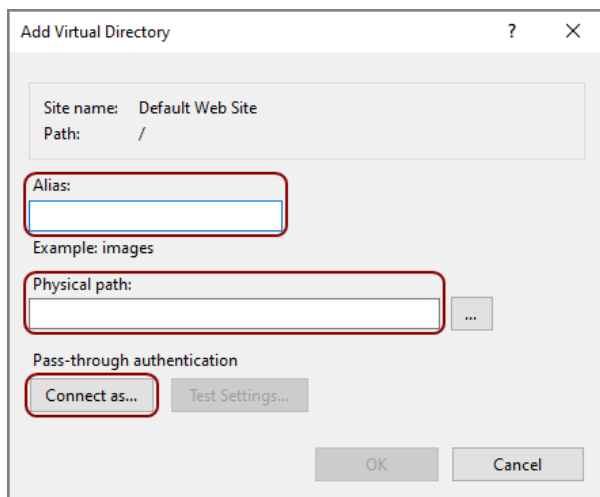 Add Virtual Directory ?
Site name: Default Web Site
Path: /
Alias:
Example: images
Physical path:
...
Pass-through authentication
Connect as... Test Settings...
OK Cancel